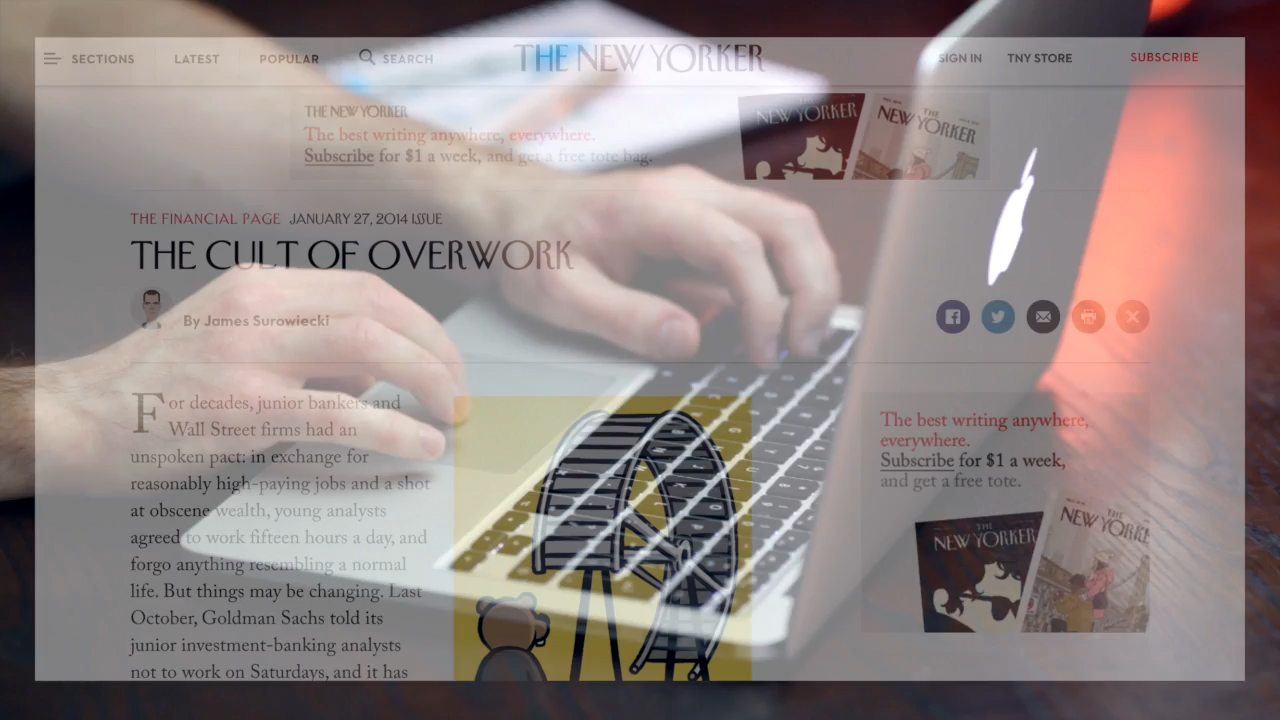 SECTIONS LATEST POPULAR SEARCH THE NEW YORKER SIGN IN TNY STORE SUBSCRIBE
THE NEW YORKER
The best writing anywhere, everywhere.
Subscribe for $1 a week, and get a free tote bag.
NEW YORKER
THE
NEW YORKER
THE FINANCIAL PAGE JANUARY 27, 2014 ISSUE
THE CULT OF OVERWORK
By James Surowiecki
For decades, junior bankers and
Wall Street firms had an
unspoken pact: in exchange for
reasonably high-paying jobs and a shot
at obscene wealth, young analysts
agreed to work fifteen hours a day, and
forgo anything resembling a normal
life. But things may be changing. Last
October, Goldman Sachs told its
junior investment-banking analysts
not to work on Saturdays, and it has
The best writing anywhere,
everywhere.
Subscribe for $1 a week,
and get a free tote.
THE
NEW YORKER
THE
NEW YORKER